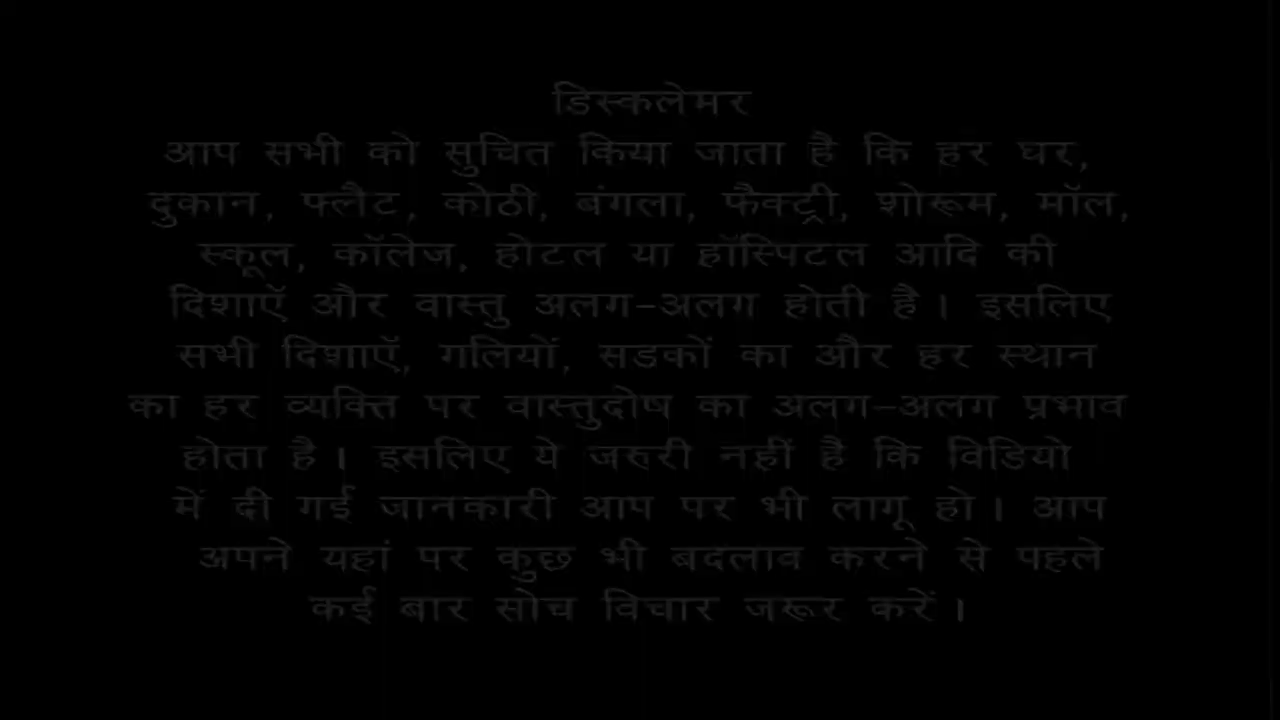 डिस्कलेमर
आप सभी को सुचित किया जाता है कि हर घर,
दुकान, फ्लैट, कोठी, बंगला, फैक्ट्री, शोरूम, मॉल,
स्कूल, कॉलेज, होटल या हॉस्पिटल आदि की
दिशाऍ और वास्तु अलग-अलग होती है। इसलिए
सभी दिशाऍ, गलियों, सडकों का और हर स्थान
का हर व्यक्ति पर वास्तुदोष का अलग-अलग प्रभाव
होता है। इसलिए ये जरुरी नहीं है कि विडियो
में दी गई जानकारी आप पर भी लागू हो। आप
अपने यहां पर कुछ भी बदलाव करने से पहले
कई बार सोच विचार जरूर करें।